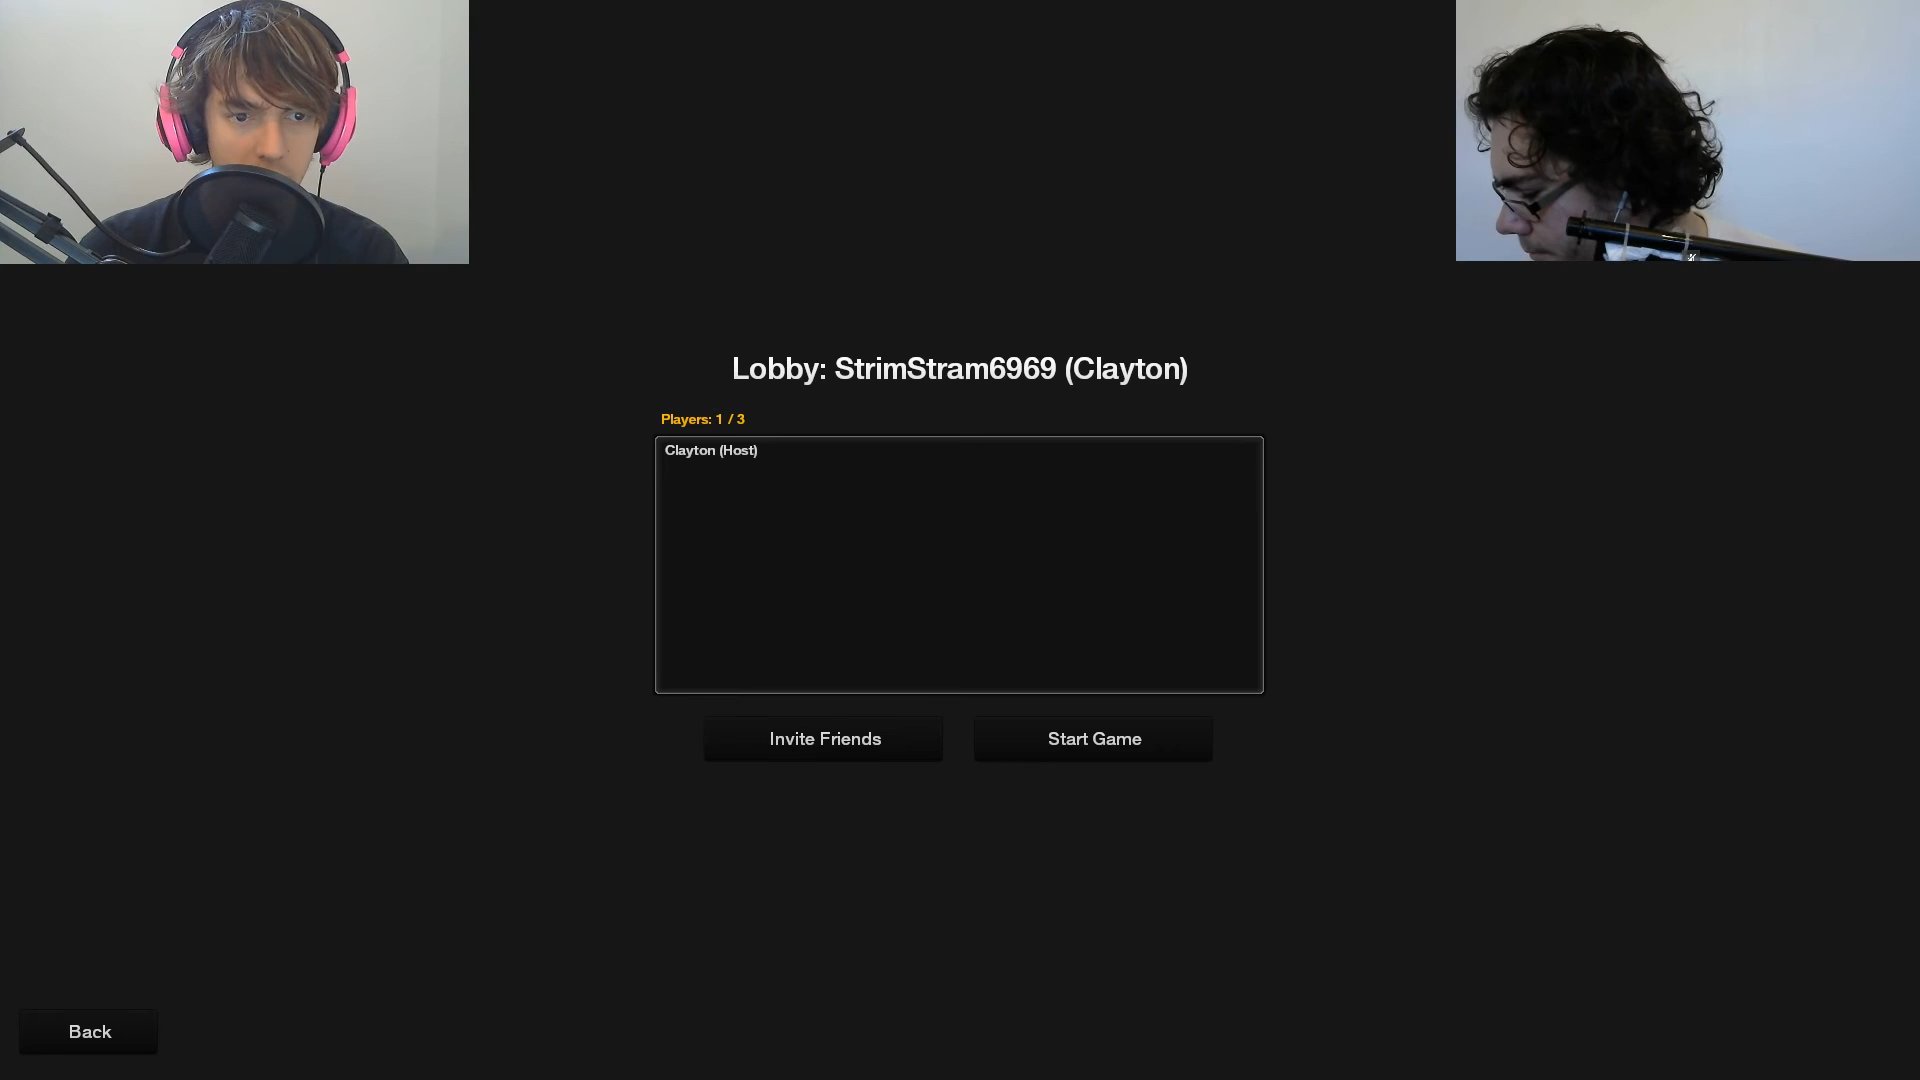 Lobby: StrimStram6969 (Clayton)
Players: 1 / 3
Clayton (Host)
Invite Friends
Start Game
Back